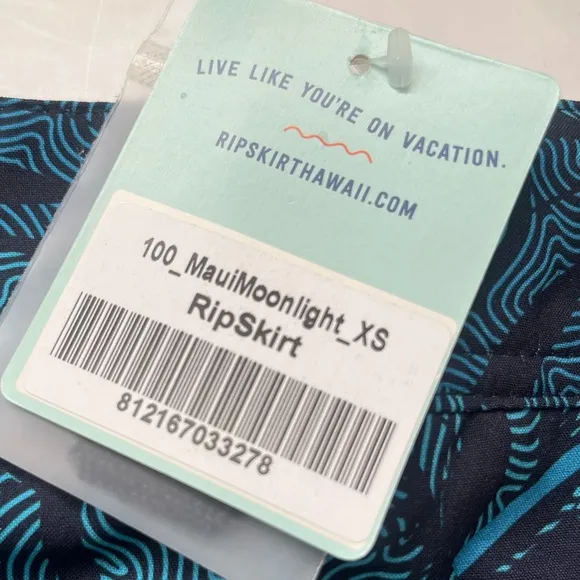 LIVE LIKE YOU'RE ON VACATION.
RIPSKIRTHAWAII.COM
100_MauiMoonlight_XS
RipSkirt
812167033278